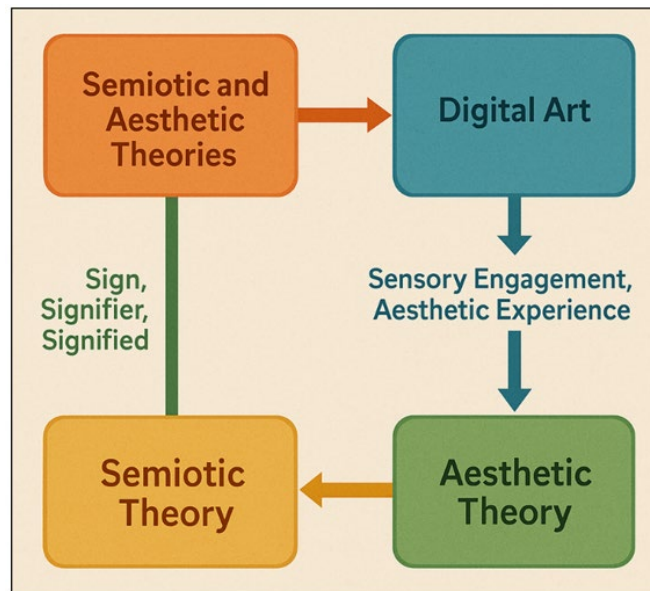 Semiotic and
Aesthetic
Theories
Digital Art
Sign,
Signifier,
Signified
Sensory Engagement,
Aesthetic Experience
Semiotic
Theory
Aesthetic
Theory